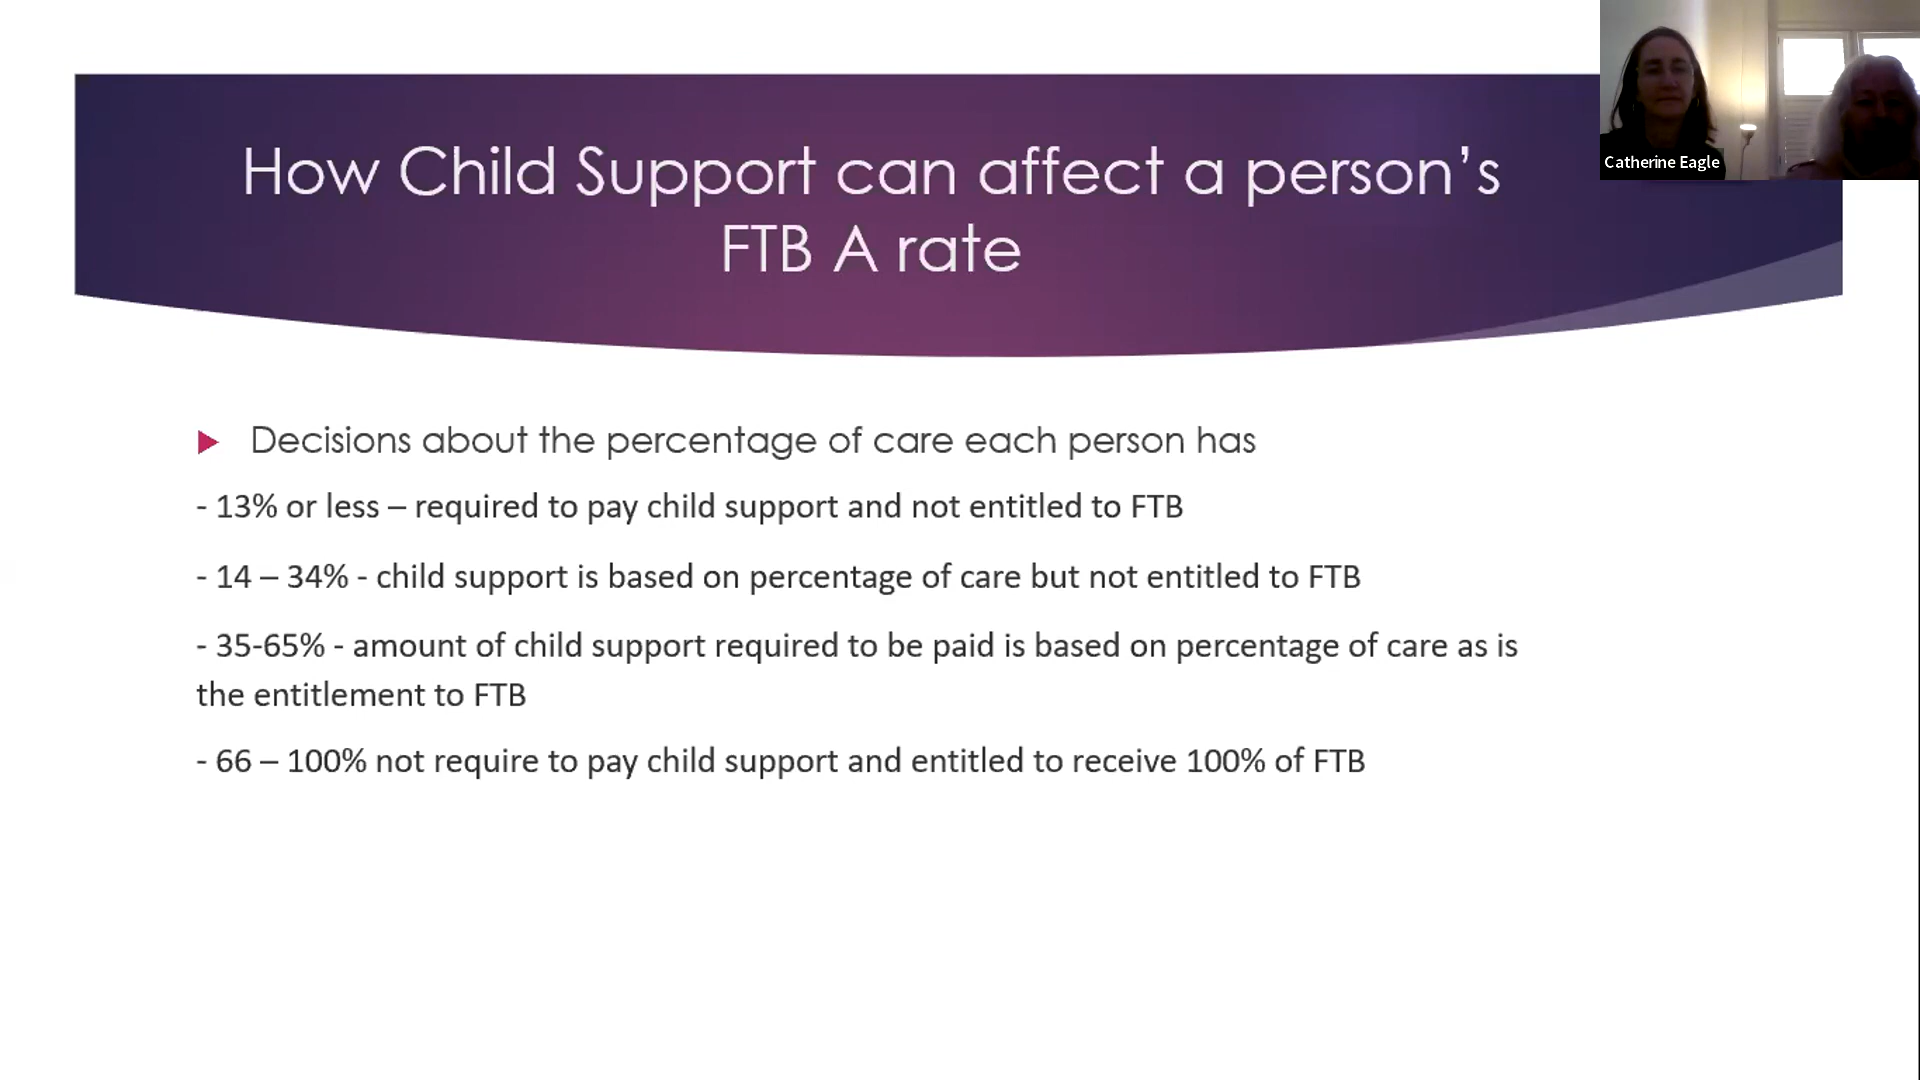 How Child Support can affect a person’s
FTB A rate
Catherine Eagle
Decisions about the percentage of care each person has
- 13% or less – required to pay child support and not entitled to FTB
- 14 – 34% - child support is based on percentage of care but not entitled to FTB
- 35-65% - amount of child support required to be paid is based on percentage of care as is
the entitlement to FTB
- 66 – 100% not require to pay child support and entitled to receive 100% of FTB